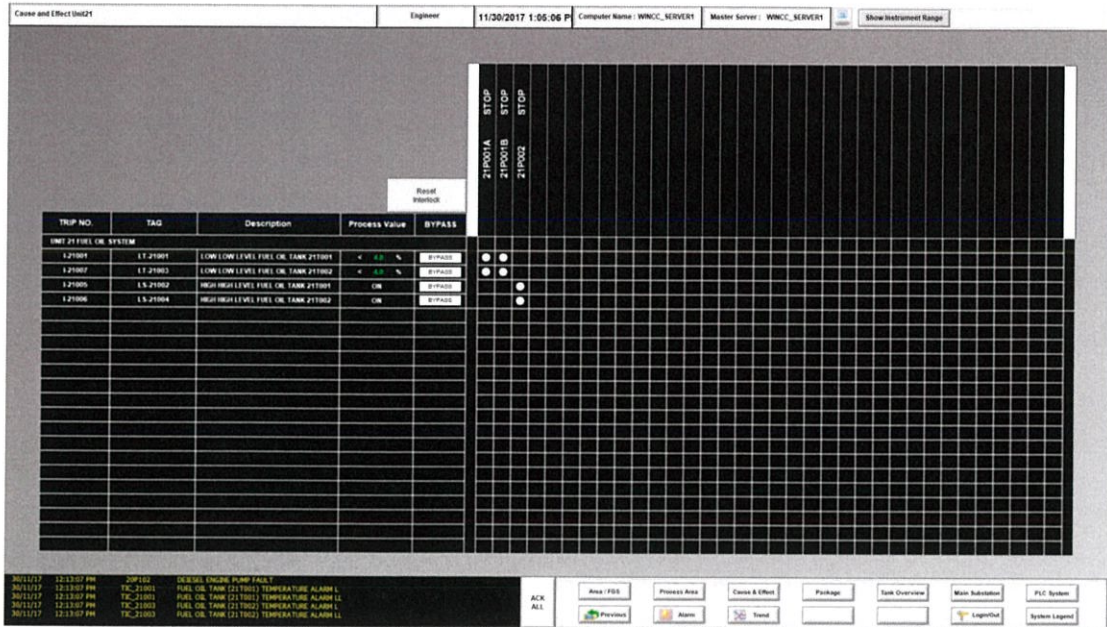 Cause and Effect Unit21
Engineer
11/30/2017 1:05:06 P
Computer Name : WINCC_SERVER1
Master Server : WINCC_SERVER1
Show Instrument Range
21P001A STOP
21P001B STOP
21P002 STOP
Reset Interlock
TRIP NO. TAG Description Process Value BYPASS
UNIT 21 FUEL OIL SYSTEM
I-21001 LT-21001 LOW LOW LEVEL FUEL OIL TANK 21T001 < % BYPASS
I-21007 LT-21003 LOW LOW LEVEL FUEL OIL TANK 21T002 < % BYPASS
I-21005 LS-21002 HIGH HIGH LEVEL FUEL OIL TANK 21T001 ON BYPASS
I-21006 LS-21004 HIGH HIGH LEVEL FUEL OIL TANK 21T002 ON BYPASS
30/11/17 12:13:07 PM 20P102 DEIESEL ENGINE PUMP FAULT
30/11/17 12:13:07 PM TIC_21001 FUEL OIL TANK (21T001) TEMPERATURE ALARM L
30/11/17 12:13:07 PM TIC_21001 FUEL OIL TANK (21T001) TEMPERATURE ALARM LL
30/11/17 12:13:07 PM TIC_21003 FUEL OIL TANK (21T002) TEMPERATURE ALARM L
30/11/17 12:13:07 PM TIC_21003 FUEL OIL TANK (21T002) TEMPERATURE ALARM LL
ACK ALL
Area / FGS Process Area Cause & Effect Package Tank Overview Main Substation PLC System
Previous Alarm Trend Login/Out System Legend